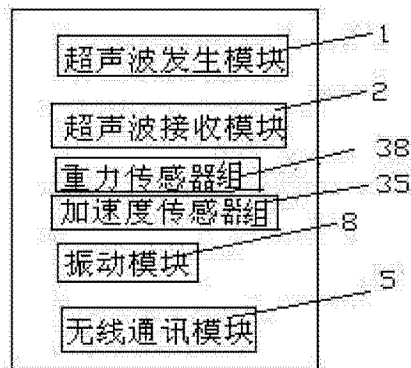 超声波发生模块 1
超声波接收模块 2
重力传感器组 38
加速度传感器组 35
振动模块 8
无线通讯模块 5